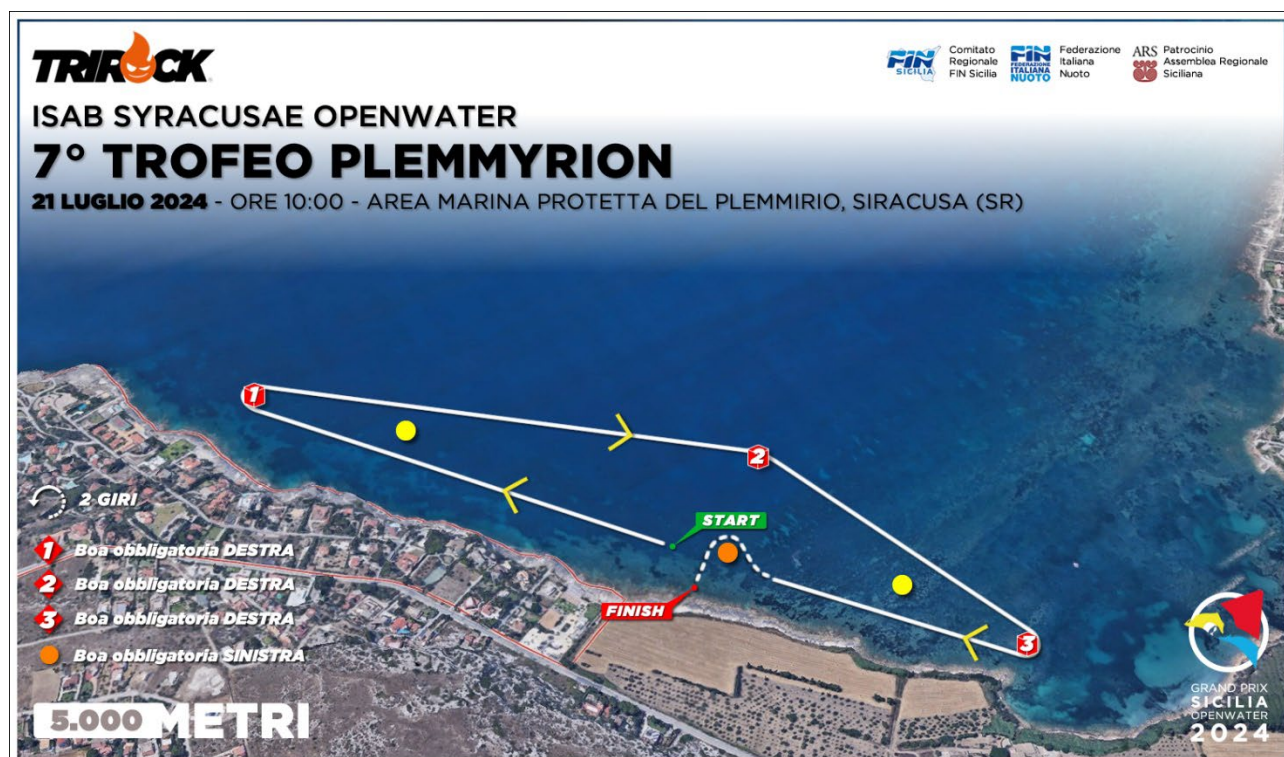 TRIROCK
FIN
SICILIA
Comitato
Regionale
FIN Sicilia
FIN
FEDERAZIONE
ITALIANA
NUOTO
Federazione
Italiana
Nuoto
ARS
Patrocinio
Assemblea Regionale
Siciliana
ISAB SYRACUSAE OPENWATER
7° TROFEO PLEMMYRION
21 LUGLIO 2024 - ORE 10:00 - AREA MARINA PROTETTA DEL PLEMMIRIO, SIRACUSA (SR)
1
2
START
FINISH
3
2 GIRI
1 Boa obbligatoria DESTRA
2 Boa obbligatoria DESTRA
3 Boa obbligatoria DESTRA
Boa obbligatoria SINISTRA
5.000 METRI
GRAND PRIX
SICILIA
OPENWATER
2024